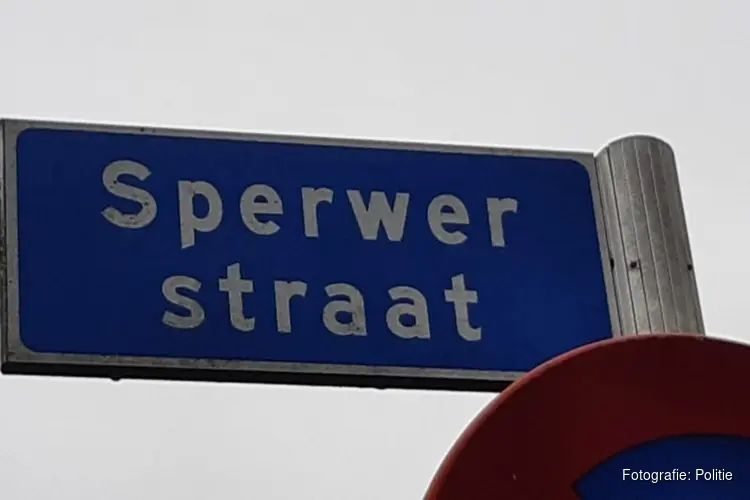 Sperwer
straat
Fotografie: Politie